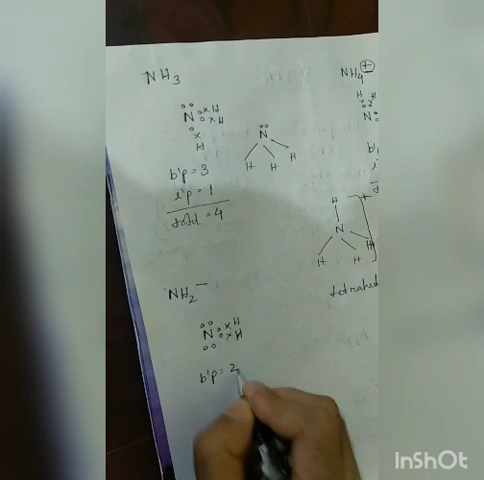 NH3
N H
H
H
b'p = 3
l'p = 1
total = 4
N
H H H
NH4 +
H
N
b'
H +
N
H H H
tetrahed
NH2 −
N H
H
b'p = 2
InShOt